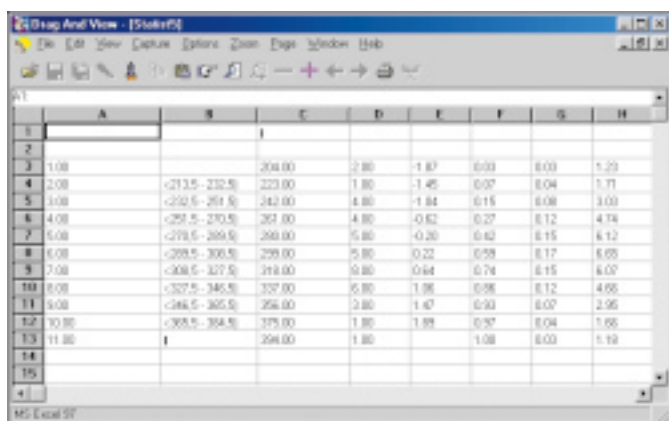 Drag And View - [Statist5]
File Edit View Capture Options Zoom Page Window Help
A1
A B C D E F G H
1
2
3 1.00 204.00 2.00 -1.87 0.03 0.03 1.23
4 2.00 <213,5 - 232,5) 223.00 1.00 -1.45 0.07 0.04 1.71
5 3.00 <232,5 - 251,5) 242.00 4.00 -1.04 0.15 0.08 3.03
6 4.00 <251,5 - 270,5) 261.00 4.00 -0.62 0.27 0.12 4.74
7 5.00 <270,5 - 289,5) 280.00 5.00 -0.20 0.42 0.15 6.12
8 6.00 <289,5 - 308,5) 299.00 5.00 0.22 0.59 0.17 6.65
9 7.00 <308,5 - 327,5) 318.00 8.00 0.64 0.74 0.15 6.07
10 8.00 <327,5 - 346,5) 337.00 6.00 1.06 0.86 0.12 4.66
11 9.00 <346,5 - 365,5) 356.00 3.00 1.47 0.93 0.07 2.95
12 10.00 <365,5 - 384,5) 375.00 1.00 1.89 0.97 0.04 1.66
13 11.00 394.00 1.00 1.00 0.03 1.18
14
15
MS Excel 97